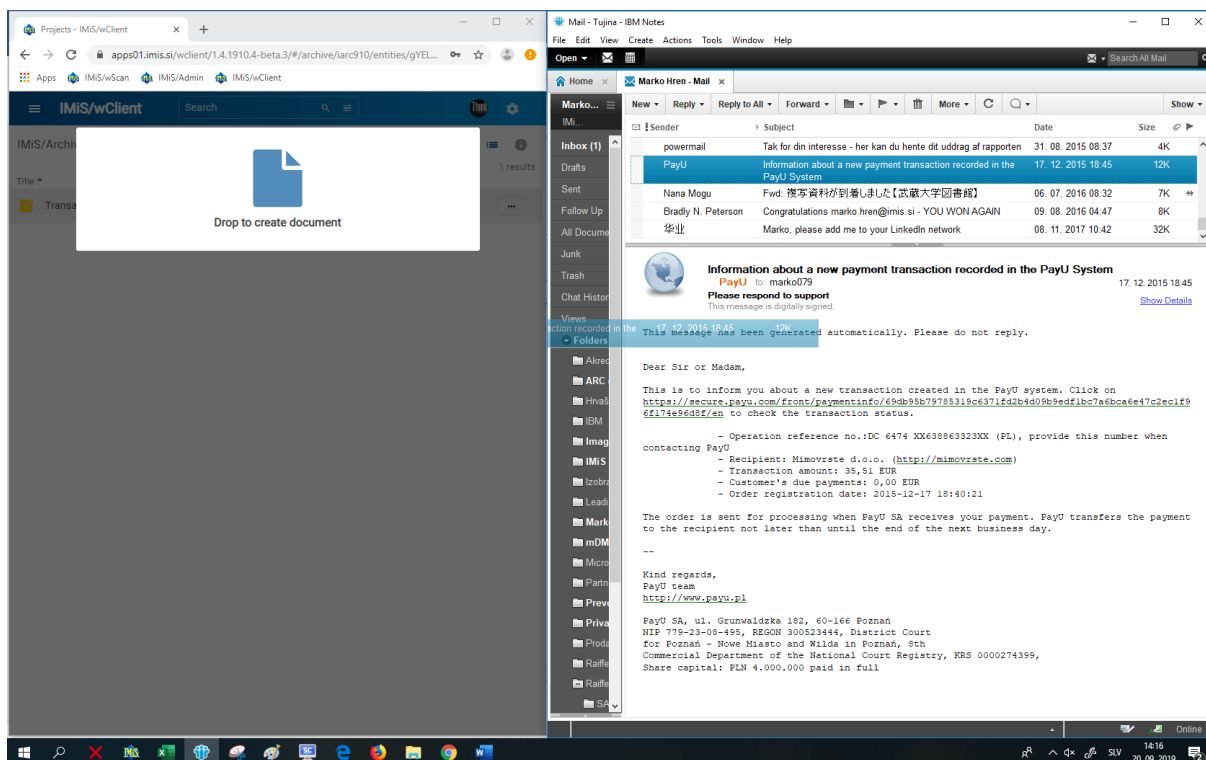 Projects - IMiS/wClient
apps01.imis.si/wclient/1.4.1910.4-beta.3/#/archive/iarc910/entities/gYEL...
Apps IMiS/wScan IMiS/Admin IMiS/wClient
IMiS/wClient Search
IMiS/Archiv
1 results
Title
Transa
Drop to create document
Mail - Tujina - IBM Notes
File Edit View Create Actions Tools Window Help
Open Search All Mail
Home Marko Hren - Mail
Marko... New Reply Reply to All Forward More Show
IMi...
Sender Subject Date Size
powermail Tak for din interesse - her kan du hente dit uddrag af rapporten 31. 08. 2015 08:37 4K
PayU Information about a new payment transaction recorded in the 17. 12. 2015 18:45 12K
PayU System
Nana Mogu Fwd: 複写資料が到着しました【武蔵大学図書館】 06. 07. 2016 08:32 7K
Bradly N. Peterson Congratulations marko.hren@imis.si - YOU WON AGAIN 09. 08. 2016 04:47 8K
华业 Marko, please add me to your LinkedIn network 08. 11. 2017 10:42 32K
Inbox (1)
Drafts
Sent
Follow Up
All Docume
Junk
Trash
Chat Histor
Views
Folders
Akred
ARC
Hrvaš
IBM
Imag
IMiS
Izobra
Leadi
Mark
mDM
Micro
Partn
Preve
Priva
Proda
Raiffe
Raiffe
SA
Information about a new payment transaction recorded in the PayU System
PayU to: marko079 17. 12. 2015 18:45
Please respond to support Show Details
This message is digitally signed.
action recorded in the 17. 12. 2015 18:45 12K
This message has been generated automatically. Please do not reply.
Dear Sir or Madam,
This is to inform you about a new transaction created in the PayU system. Click on
https://secure.payu.com/front/paymentinfo/69db95b79785319c6371fd2b4d09b9edf1bc7a6bca6e47c2ec1f9
6f174e96d8f/en to check the transaction status.
- Operation reference no.:DC 6474 XX638863323XX (PL), provide this number when
contacting PayU
- Recipient: Mimovrste d.o.o. (http://mimovrste.com)
- Transaction amount: 35,51 EUR
- Customer's due payments: 0,00 EUR
- Order registration date: 2015-12-17 18:40:21
The order is sent for processing when PayU SA receives your payment. PayU transfers the payment
to the recipient not later than until the end of the next business day.
--
Kind regards,
PayU team
http://www.payu.pl
PayU SA, ul. Grunwaldzka 182, 60-166 Poznań
NIP 779-23-08-495, REGON 300523444, District Court
for Poznań - Nowe Miasto and Wilda in Poznań, 8th
Commercial Department of the National Court Registry, KRS 0000274399,
Share capital: PLN 4.000.000 paid in full
Online
SLV 14:16
20. 09. 2019